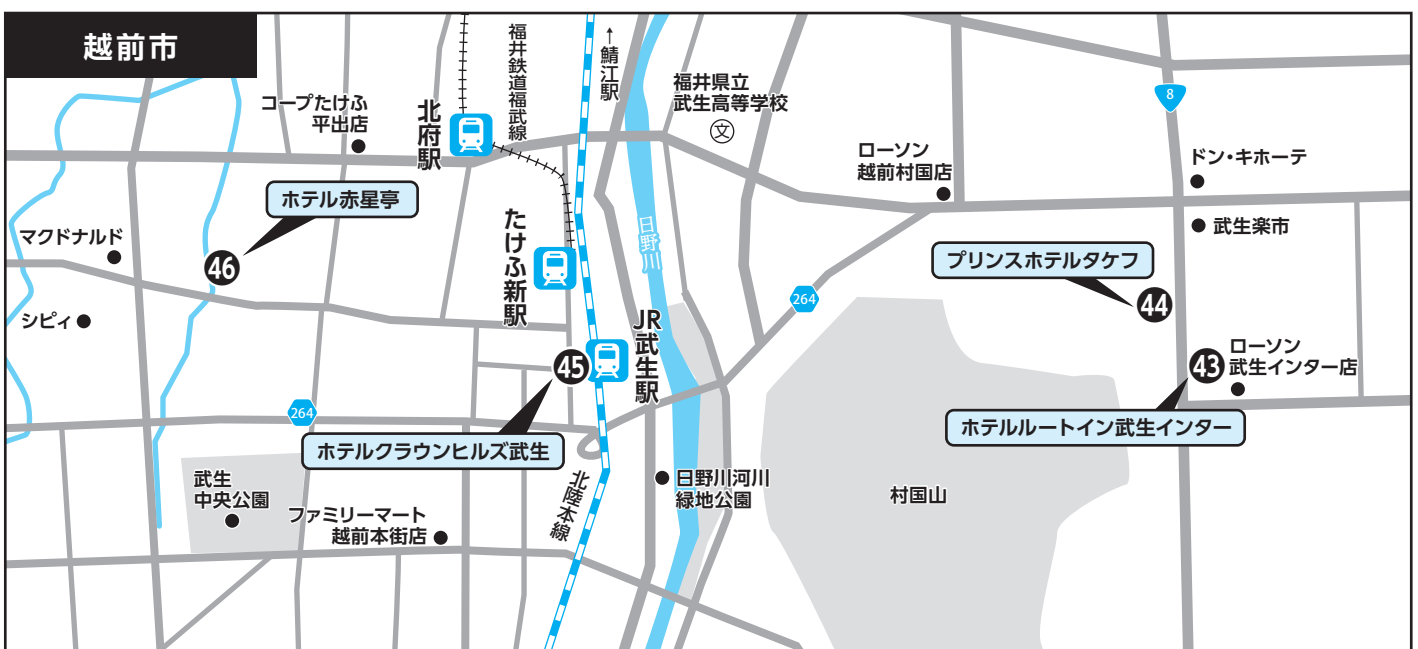 越前市
福井鉄道福武線
↑鯖江駅
福井県立
武生高等学校
文
8
コープたけふ
平出店
北府駅
ローソン
越前村国店
ドン・キホーテ
ホテル赤星亭
マクドナルド
46
たけふ新駅
日野川
武生楽市
プリンスホテルタケフ
264
44
シピィ
JR武生駅
45
ローソン
武生インター店
43
264
ホテルクラウンヒルズ武生
ホテルルートイン武生インター
武生
中央公園
北陸本線
日野川河川
緑地公園
村国山
ファミリーマート
越前本街店